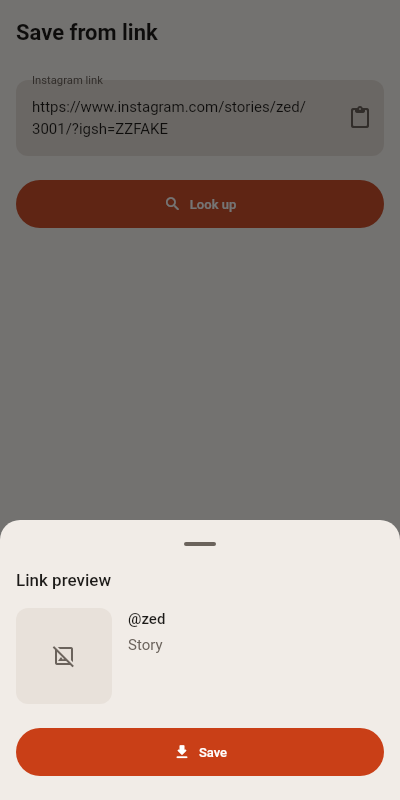 Save from link
Instagram link
https://www.instagram.com/stories/zed/
3001/?igsh=ZZFAKE
Look up
Link preview
@zed
Story
Save